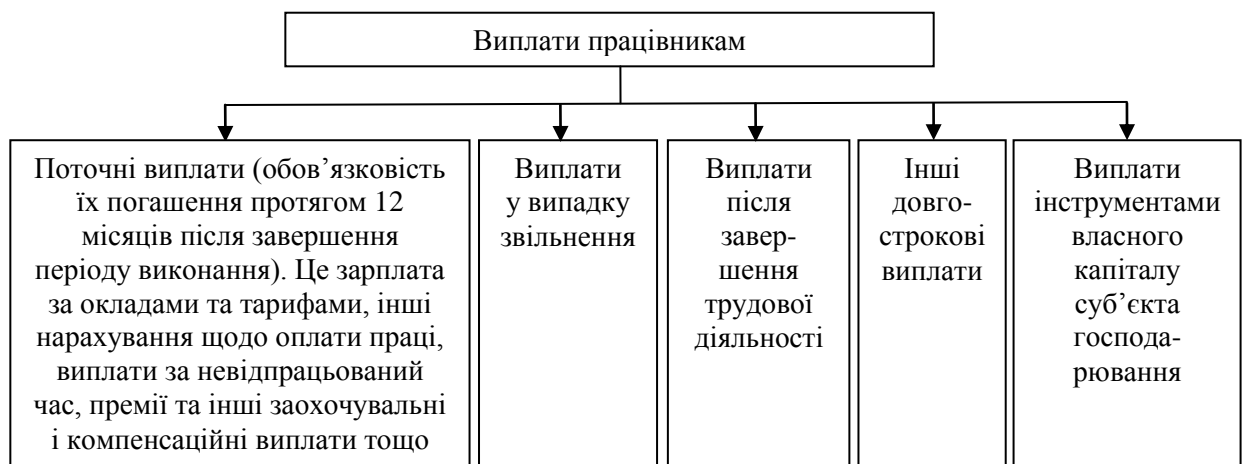 Виплати працівникам
Поточні виплати (обов’язковість
їх погашення протягом 12
місяців після завершення
періоду виконання). Це зарплата
за окладами та тарифами, інші
нарахування щодо оплати праці,
виплати за невідпрацьований
час, премії та інші заохочувальні
і компенсаційні виплати тощо
Виплати
у випадку
звільнення
Виплати
після
завер-
шення
трудової
діяльності
Інші
довго-
строкові
виплати
Виплати
інструментами
власного
капіталу
суб’єкта
господа-
рювання